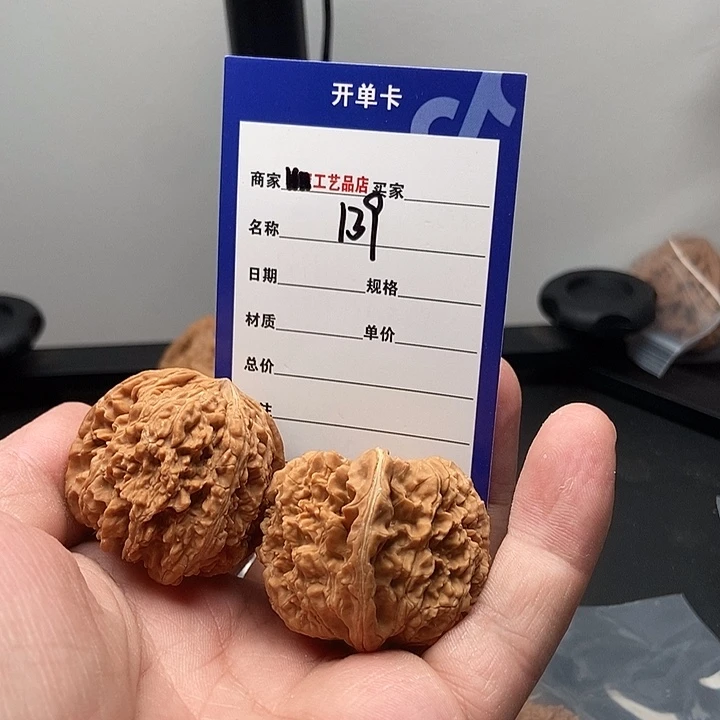 开单卡
商家 工艺品店 买家
名称 139
日期 规格
材质 单价
总价
注